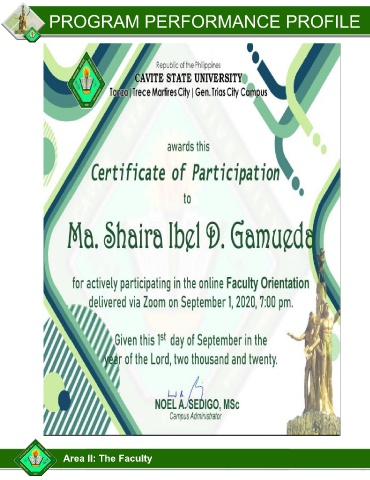 PROGRAM PERFORMANCE PROFILE
Republic of the Philippines
CAVITE STATE UNIVERSITY
Tanza | Trece Martires City | Gen. Trias City Campus
awards this
Certificate of Participation
to
Ma. Shaira Ibel D. Gamueda
for actively participating in the online Faculty Orientation
delivered via Zoom on September 1, 2020, 7:00 pm.
Given this 1st day of September in the
year of the Lord, two thousand and twenty.
NOEL A. SEDIGO, MSc
Campus Administrator
Area II: The Faculty